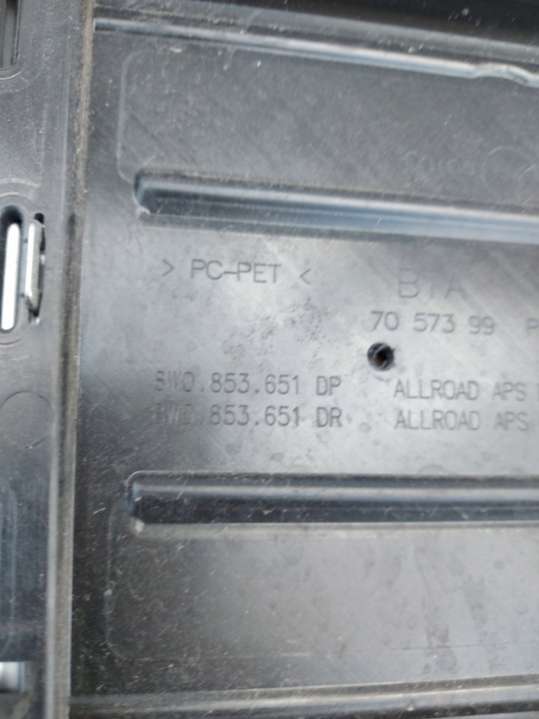 > PC-PET <
70 573 99 P
8W0.853.651 DP ALLROAD APS
8W0.853.651 DR ALLROAD APS